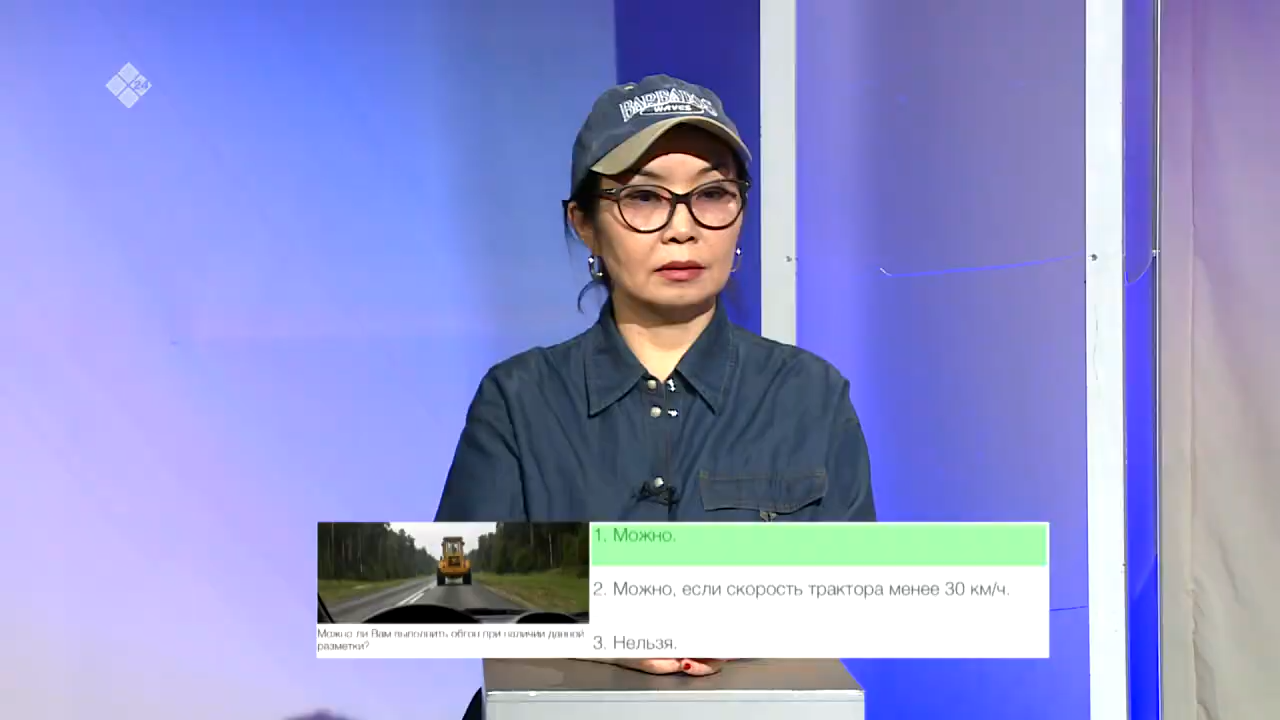 24
BARBADOS
WAVES
1. Можно.
2. Можно, если скорость трактора менее 30 км/ч.
3. Нельзя.
Можно ли Вам выполнить обгон при наличии данной
разметки?